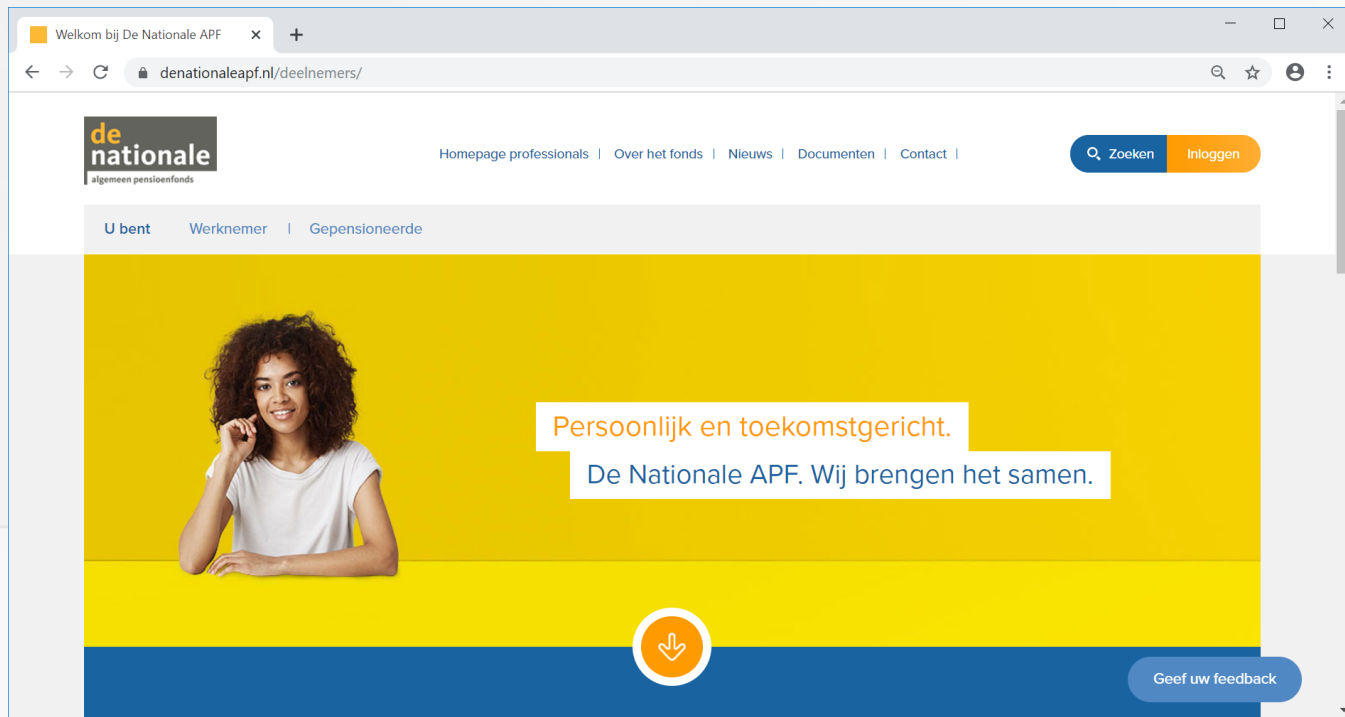 Welkom bij De Nationale APF
denationaleapf.nl/deelnemers/
de
nationale
algemeen pensioenfonds
Homepage professionals | Over het fonds | Nieuws | Documenten | Contact |
Zoeken
Inloggen
U bent Werknemer | Gepensioneerde
Persoonlijk en toekomstgericht.
De Nationale APF. Wij brengen het samen.
Geef uw feedback